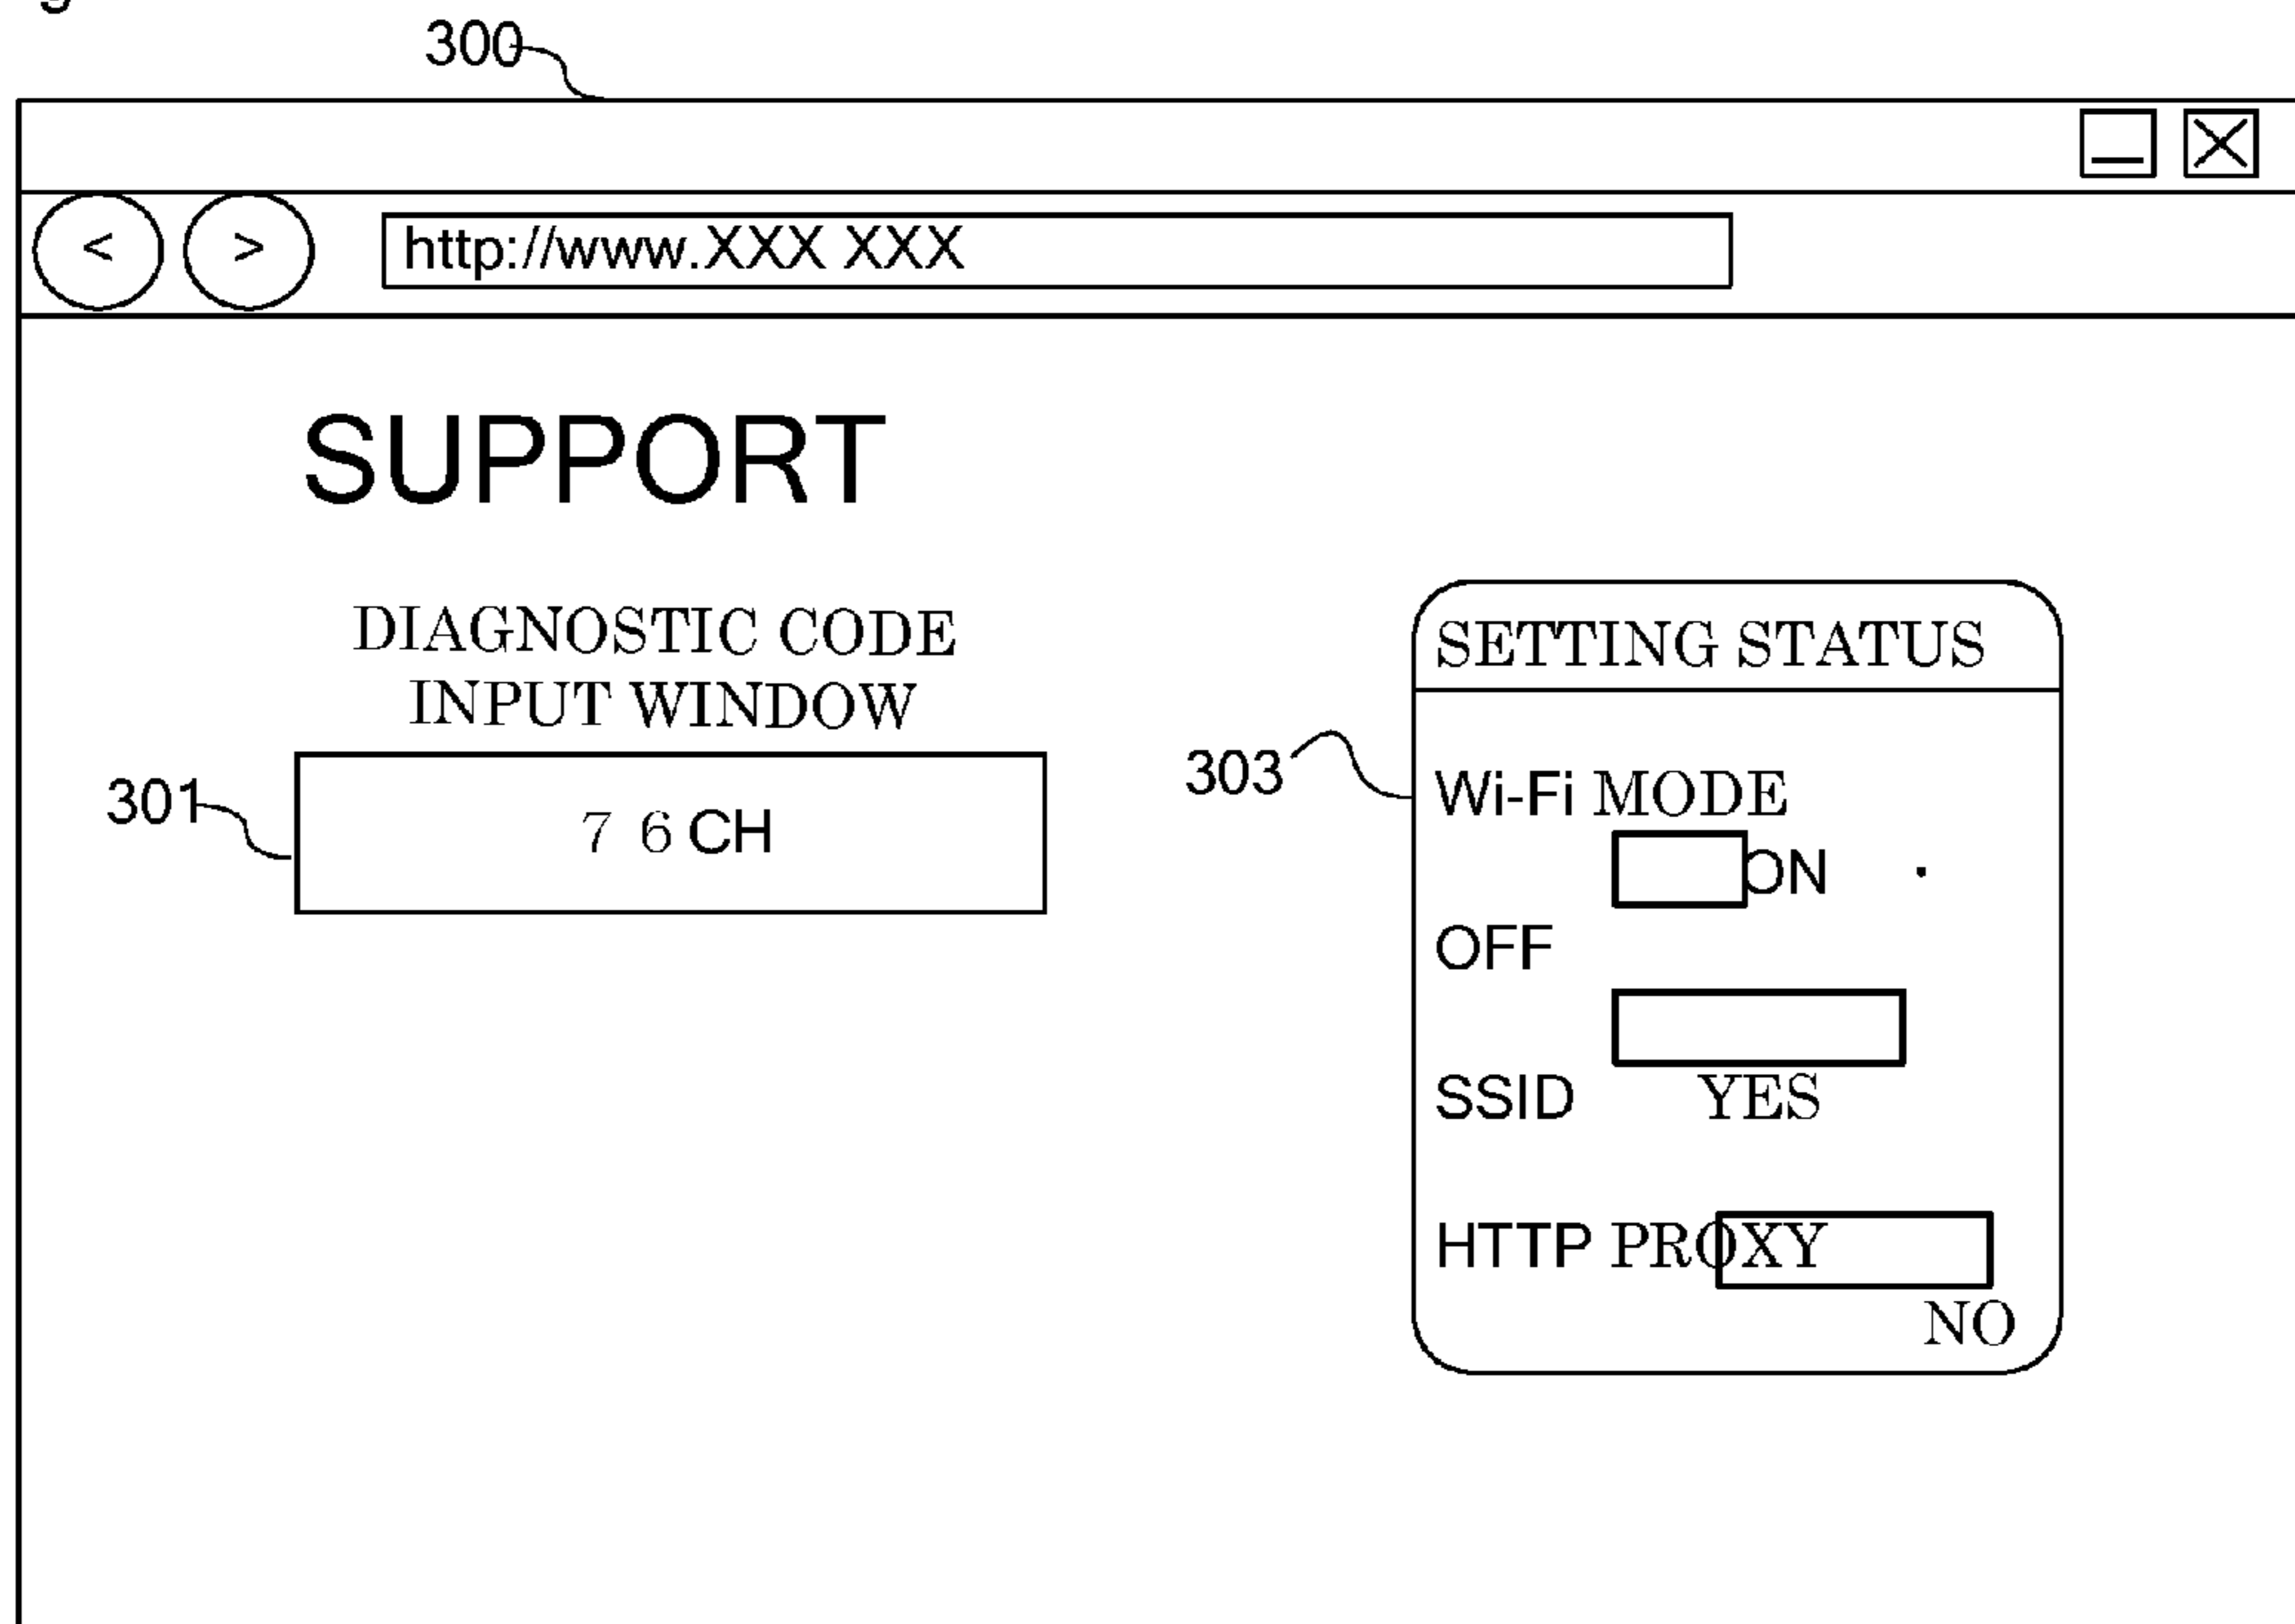 300
http://www.XXX XXX
SUPPORT
DIAGNOSTIC CODE
INPUT WINDOW
301
7 6 CH
SETTING STATUS
303
Wi-Fi MODE
ON ·
OFF
SSID YES
HTTP PROXY
NO